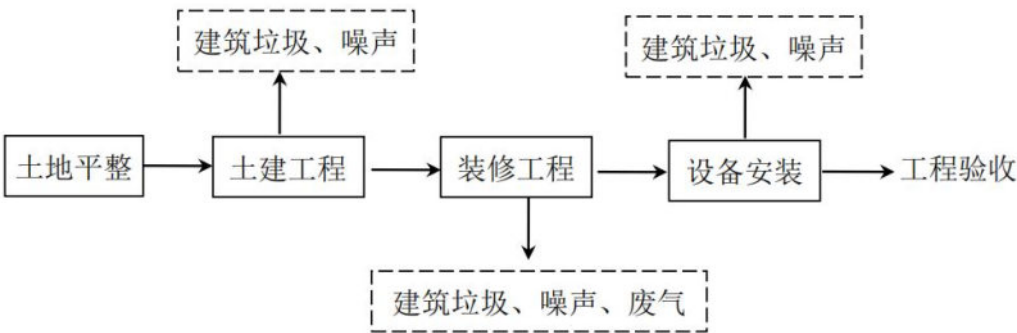 建筑垃圾、噪声
建筑垃圾、噪声
土地平整
土建工程
装修工程
设备安装
工程验收
建筑垃圾、噪声、废气